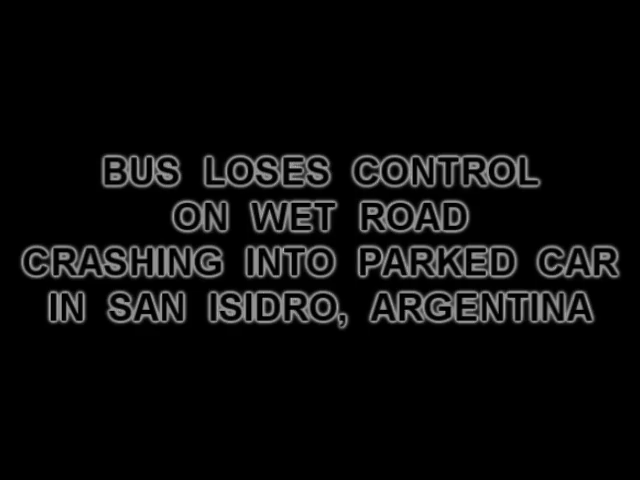 BUS LOSES CONTROL
ON WET ROAD
CRASHING INTO PARKED CAR
IN SAN ISIDRO, ARGENTINA